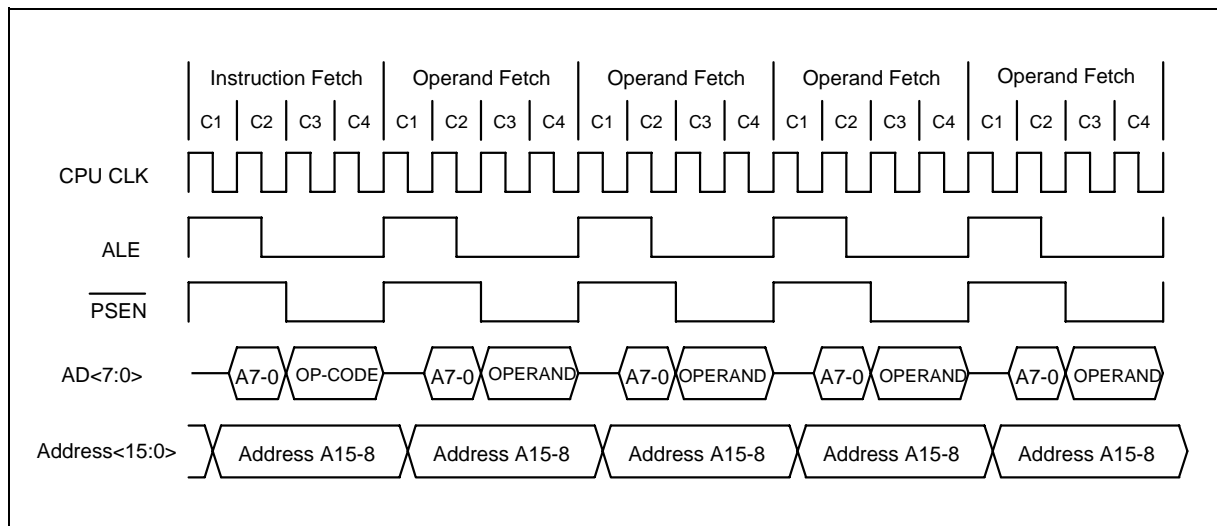 Instruction Fetch Operand Fetch Operand Fetch Operand Fetch Operand Fetch
C1 C2 C3 C4 C1 C2 C3 C4 C1 C2 C3 C4 C1 C2 C3 C4 C1 C2 C3 C4
CPU CLK
ALE
PSEN
AD<7:0> A7-0 OP-CODE A7-0 OPERAND A7-0 OPERAND A7-0 OPERAND A7-0 OPERAND
Address<15:0> Address A15-8 Address A15-8 Address A15-8 Address A15-8 Address A15-8